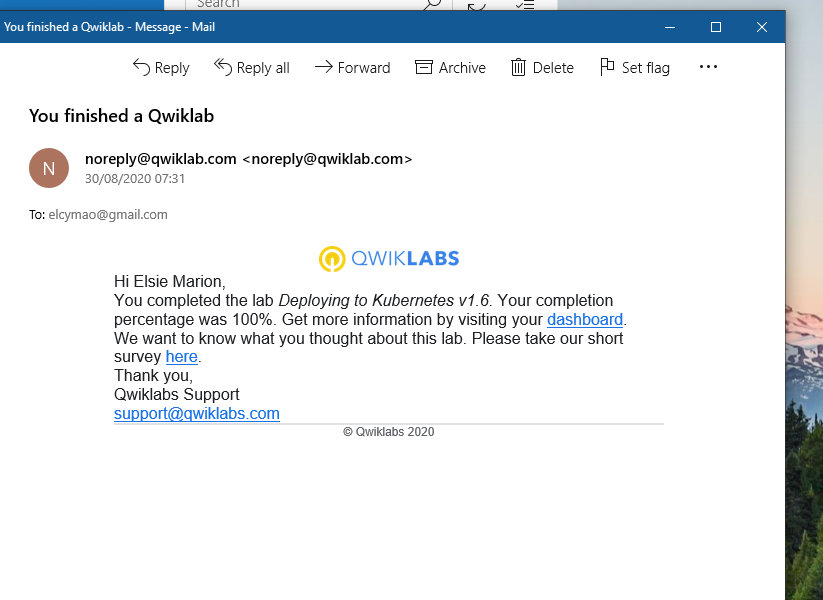 Search
You finished a Qwiklab - Message - Mail
Reply Reply all Forward Archive Delete Set flag
You finished a Qwiklab
N
noreply@qwiklab.com <noreply@qwiklab.com>
30/08/2020 07:31
To: elcymao@gmail.com
QWIKLABS
Hi Elsie Marion,
You completed the lab Deploying to Kubernetes v1.6. Your completion
percentage was 100%. Get more information by visiting your dashboard.
We want to know what you thought about this lab. Please take our short
survey here.
Thank you,
Qwiklabs Support
support@qwiklabs.com
© Qwiklabs 2020